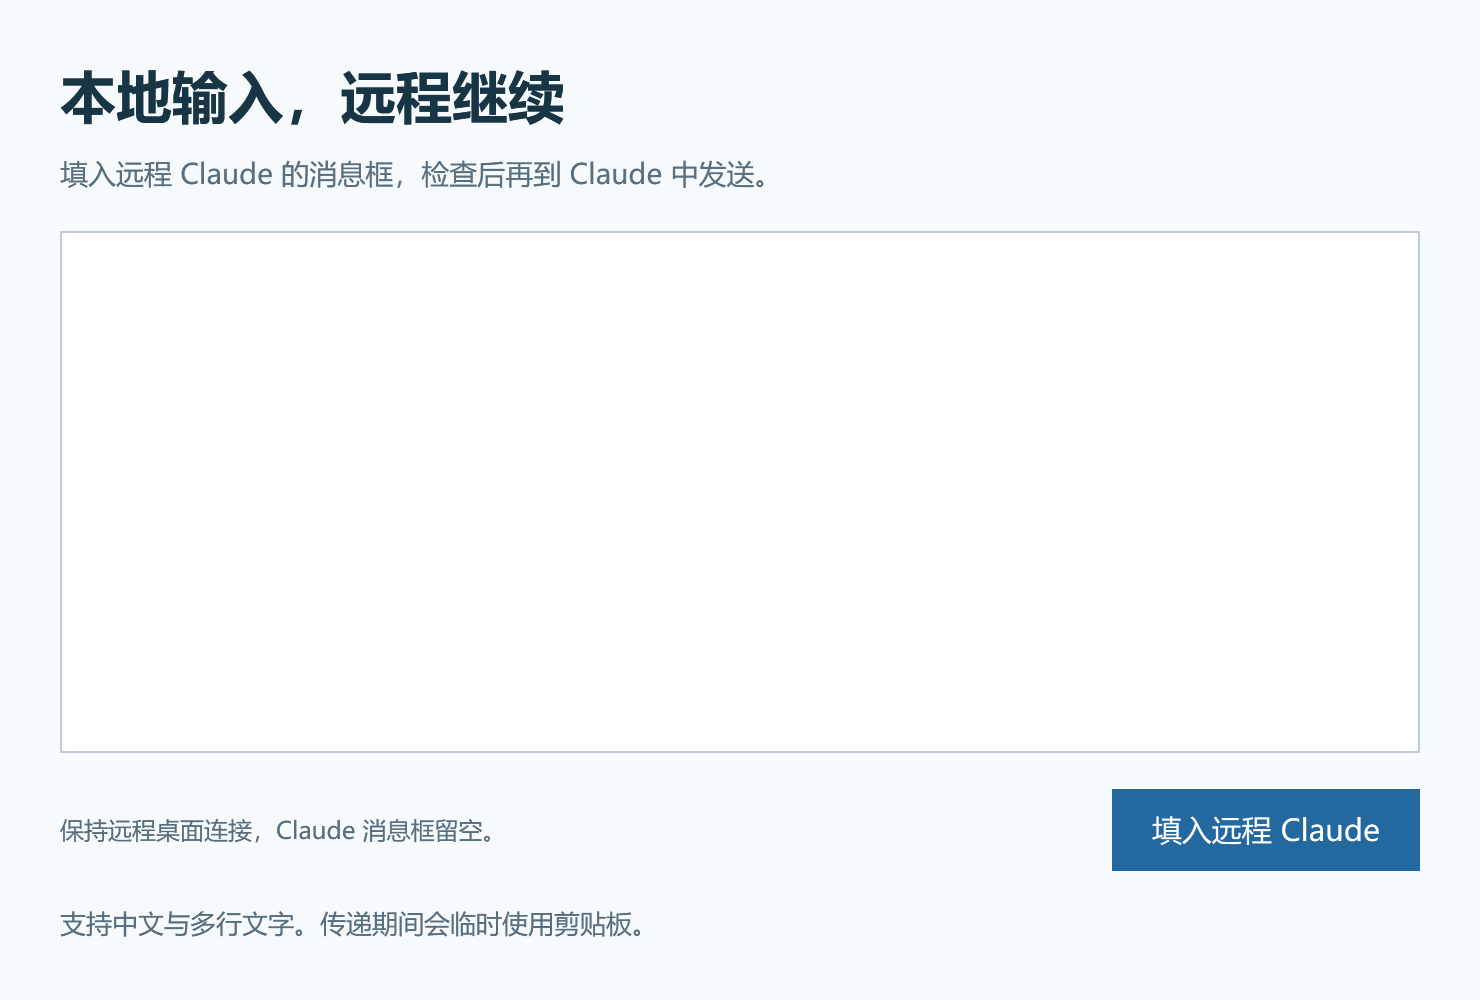 本地输入，远程继续
填入远程 Claude 的消息框，检查后再到 Claude 中发送。
保持远程桌面连接，Claude 消息框留空。
填入远程 Claude
支持中文与多行文字。传递期间会临时使用剪贴板。